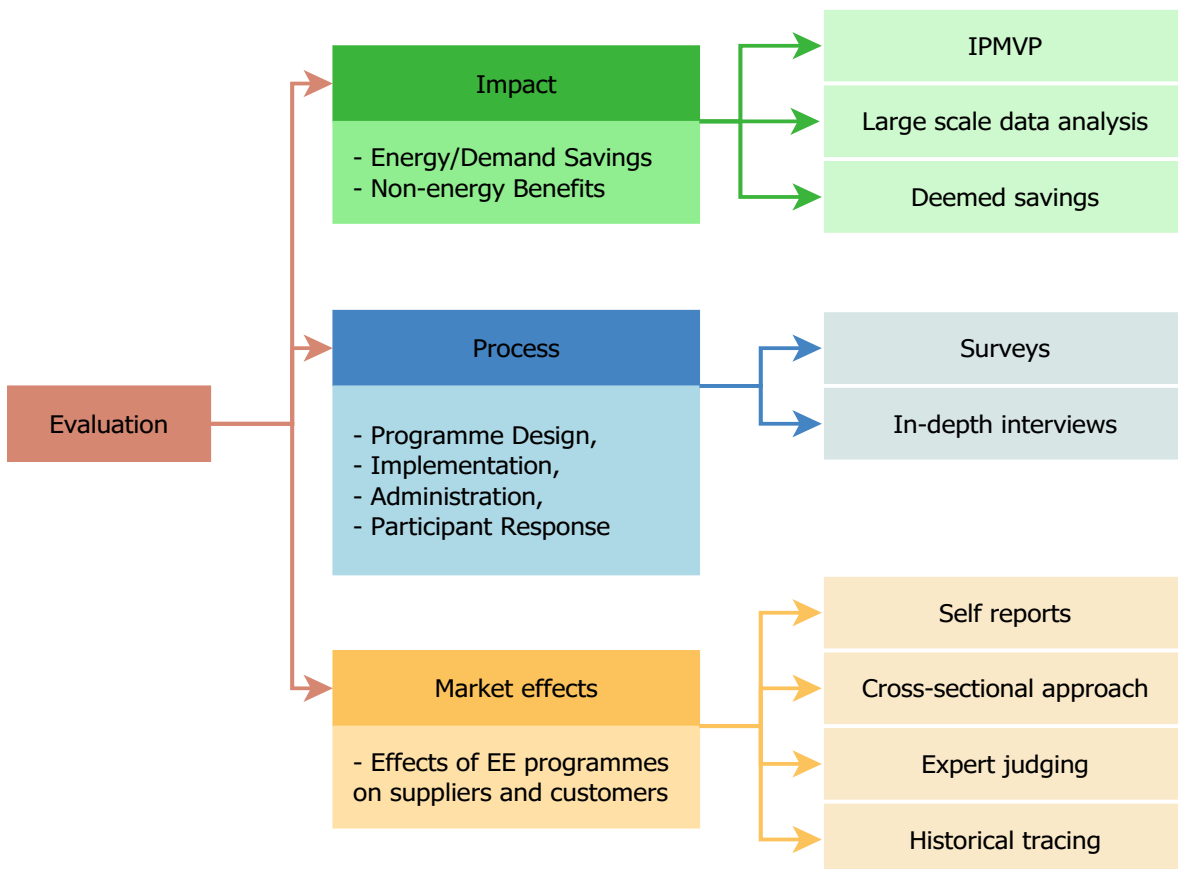 Evaluation
Impact
- Energy/Demand Savings
- Non-energy Benefits
IPMVP
Large scale data analysis
Deemed savings
Process
- Programme Design,
- Implementation,
- Administration,
- Participant Response
Surveys
In-depth interviews
Market effects
- Effects of EE programmes
on suppliers and customers
Self reports
Cross-sectional approach
Expert judging
Historical tracing